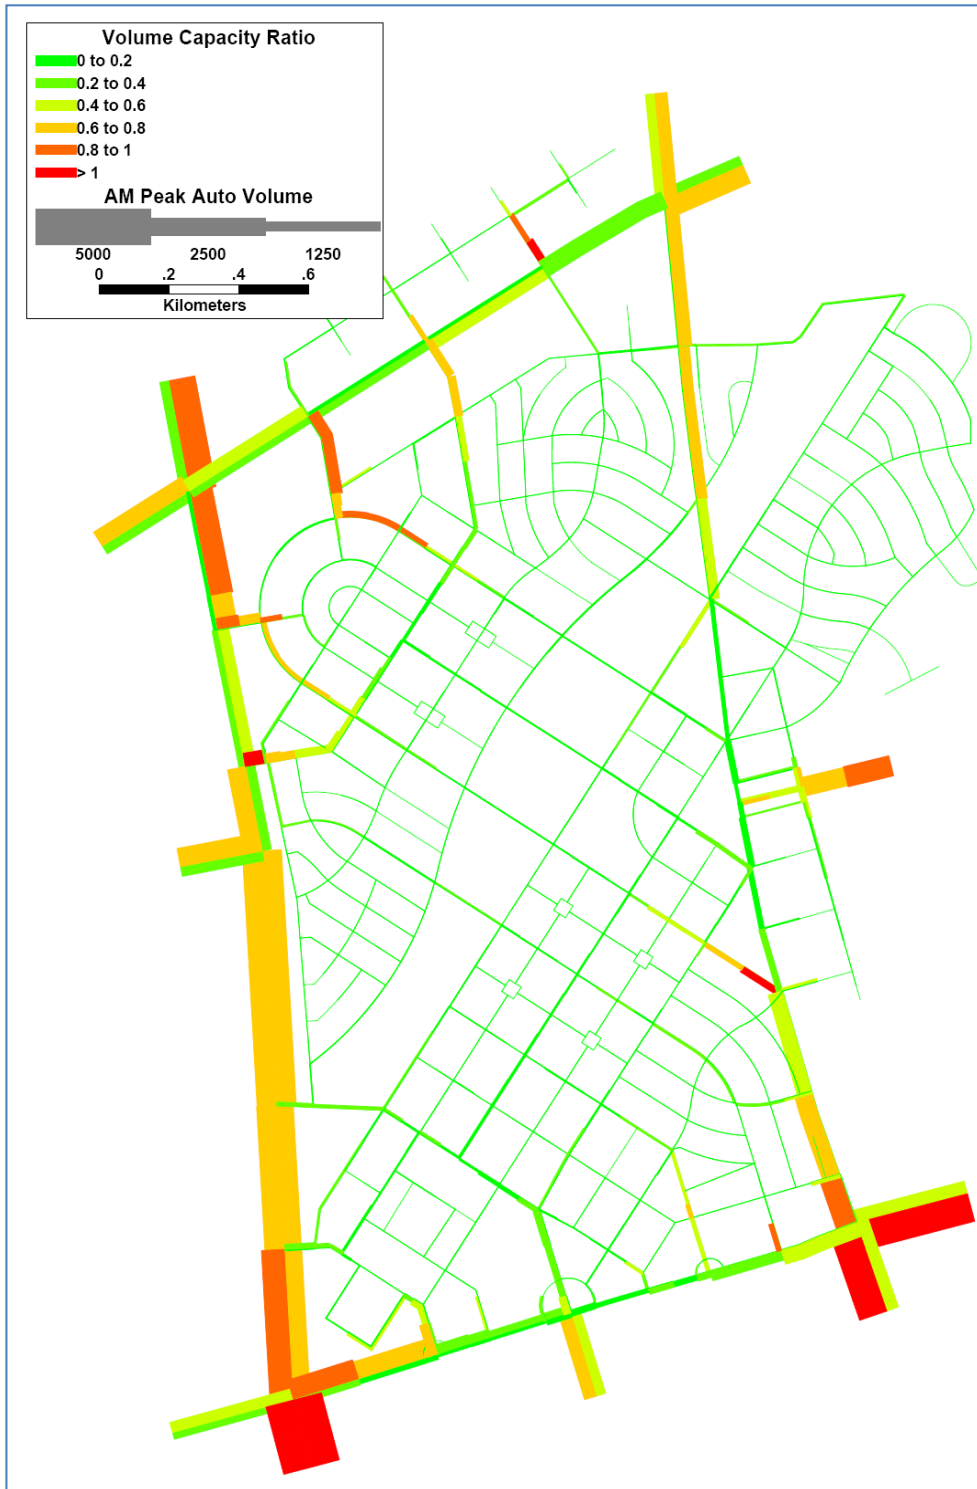 Volume Capacity Ratio
0 to 0.2
0.2 to 0.4
0.4 to 0.6
0.6 to 0.8
0.8 to 1
> 1
AM Peak Auto Volume
5000 2500 1250
0 .2 .4 .6
Kilometers